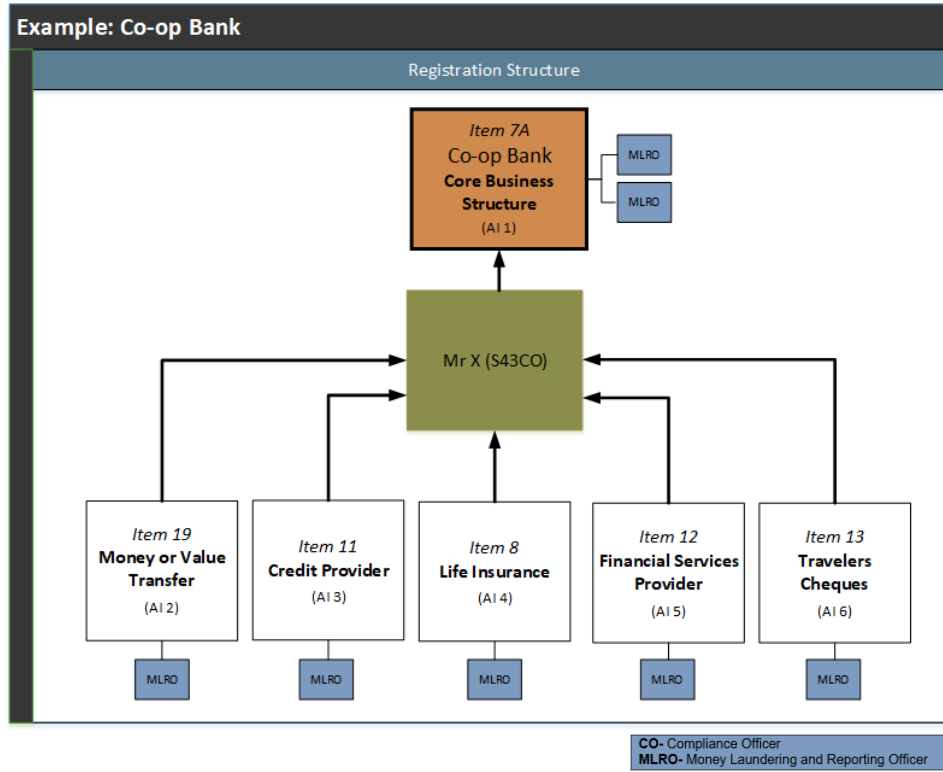 Example: Co-op Bank
Registration Structure
Item 7A
Co-op Bank
Core Business
Structure
(AI 1)
MLRO
MLRO
Mr X (S43CO)
Item 19
Money or Value
Transfer
(AI 2)
Item 11
Credit Provider
(AI 3)
Item 8
Life Insurance
(AI 4)
Item 12
Financial Services
Provider
(AI 5)
Item 13
Travelers
Cheques
(AI 6)
MLRO
MLRO
MLRO
MLRO
MLRO
CO- Compliance Officer
MLRO- Money Laundering and Reporting Officer